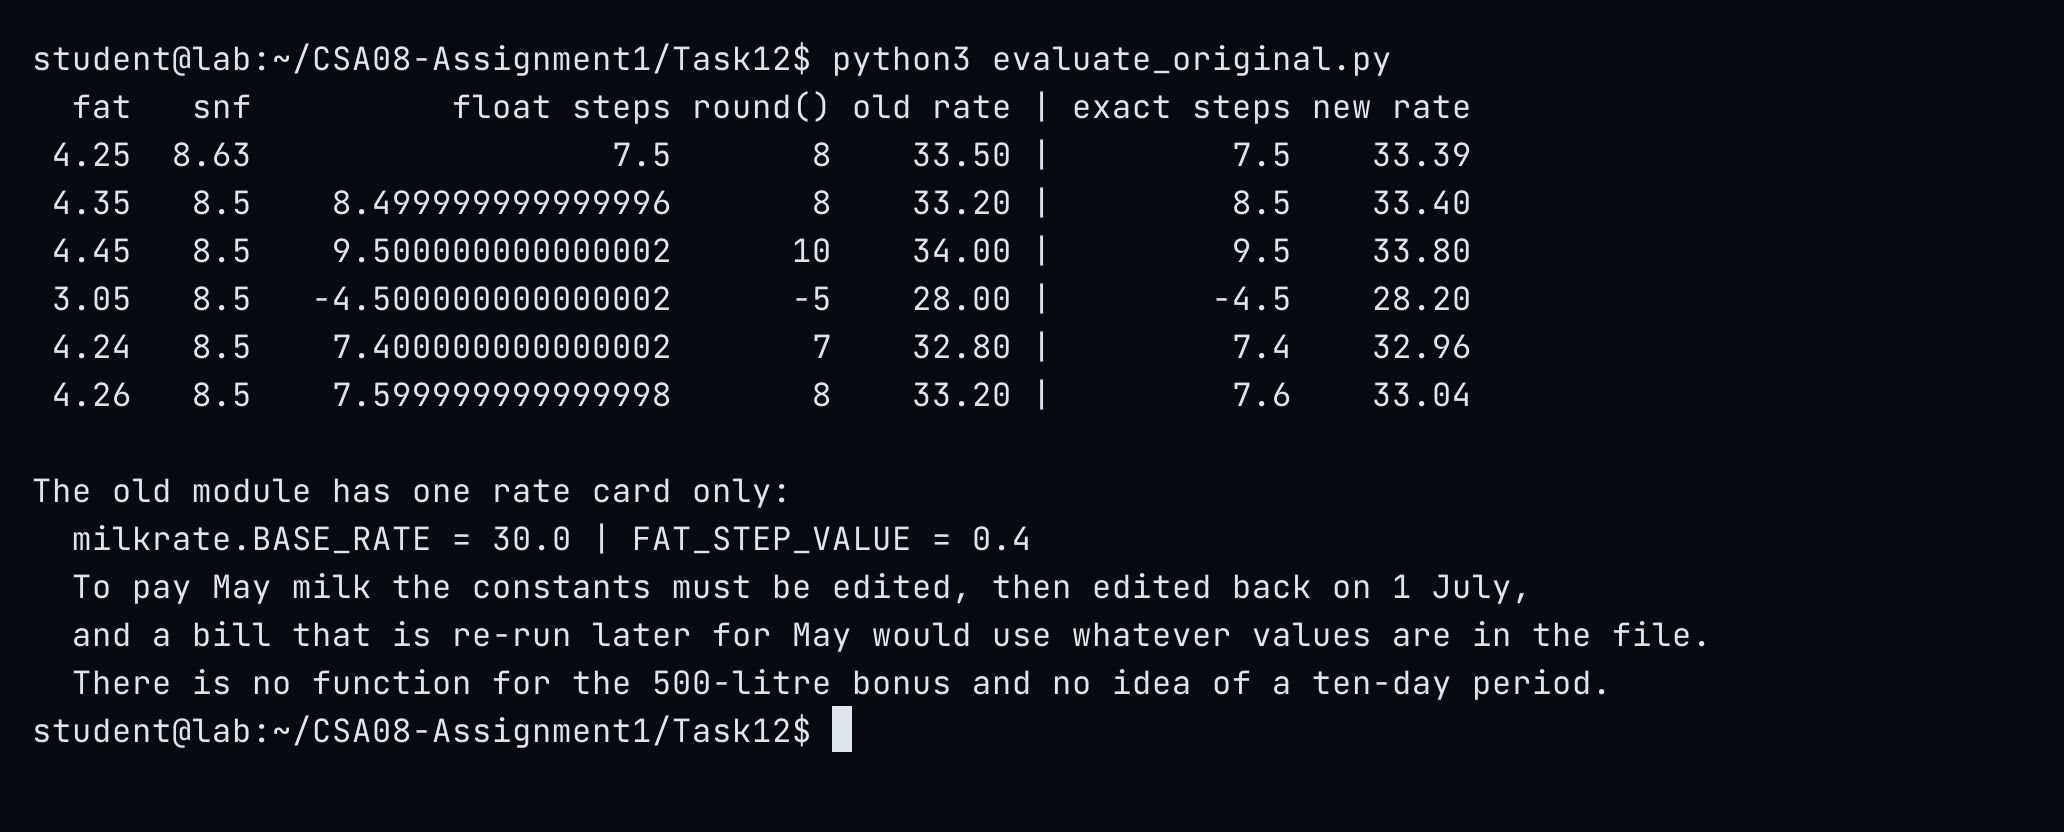 student@lab:~/CSA08-Assignment1/Task12$ python3 evaluate_original.py
  fat   snf          float steps round() old rate |  exact steps new rate
 4.25  8.63                  7.5       8    33.50 |          7.5    33.39
 4.35   8.5    8.499999999999996       8    33.20 |          8.5    33.40
 4.45   8.5    9.500000000000002      10    34.00 |          9.5    33.80
 3.05   8.5   -4.500000000000002      -5    28.00 |         -4.5    28.20
 4.24   8.5    7.400000000000002       7    32.80 |          7.4    32.96
 4.26   8.5    7.599999999999998       8    33.20 |          7.6    33.04
The old module has one rate card only:
  milkrate.BASE_RATE = 30.0 | FAT_STEP_VALUE = 0.4
  To pay May milk the constants must be edited, then edited back on 1 July,
  and a bill that is re-run later for May would use whatever values are in the file.
  There is no function for the 500-litre bonus and no idea of a ten-day period.
student@lab:~/CSA08-Assignment1/Task12$